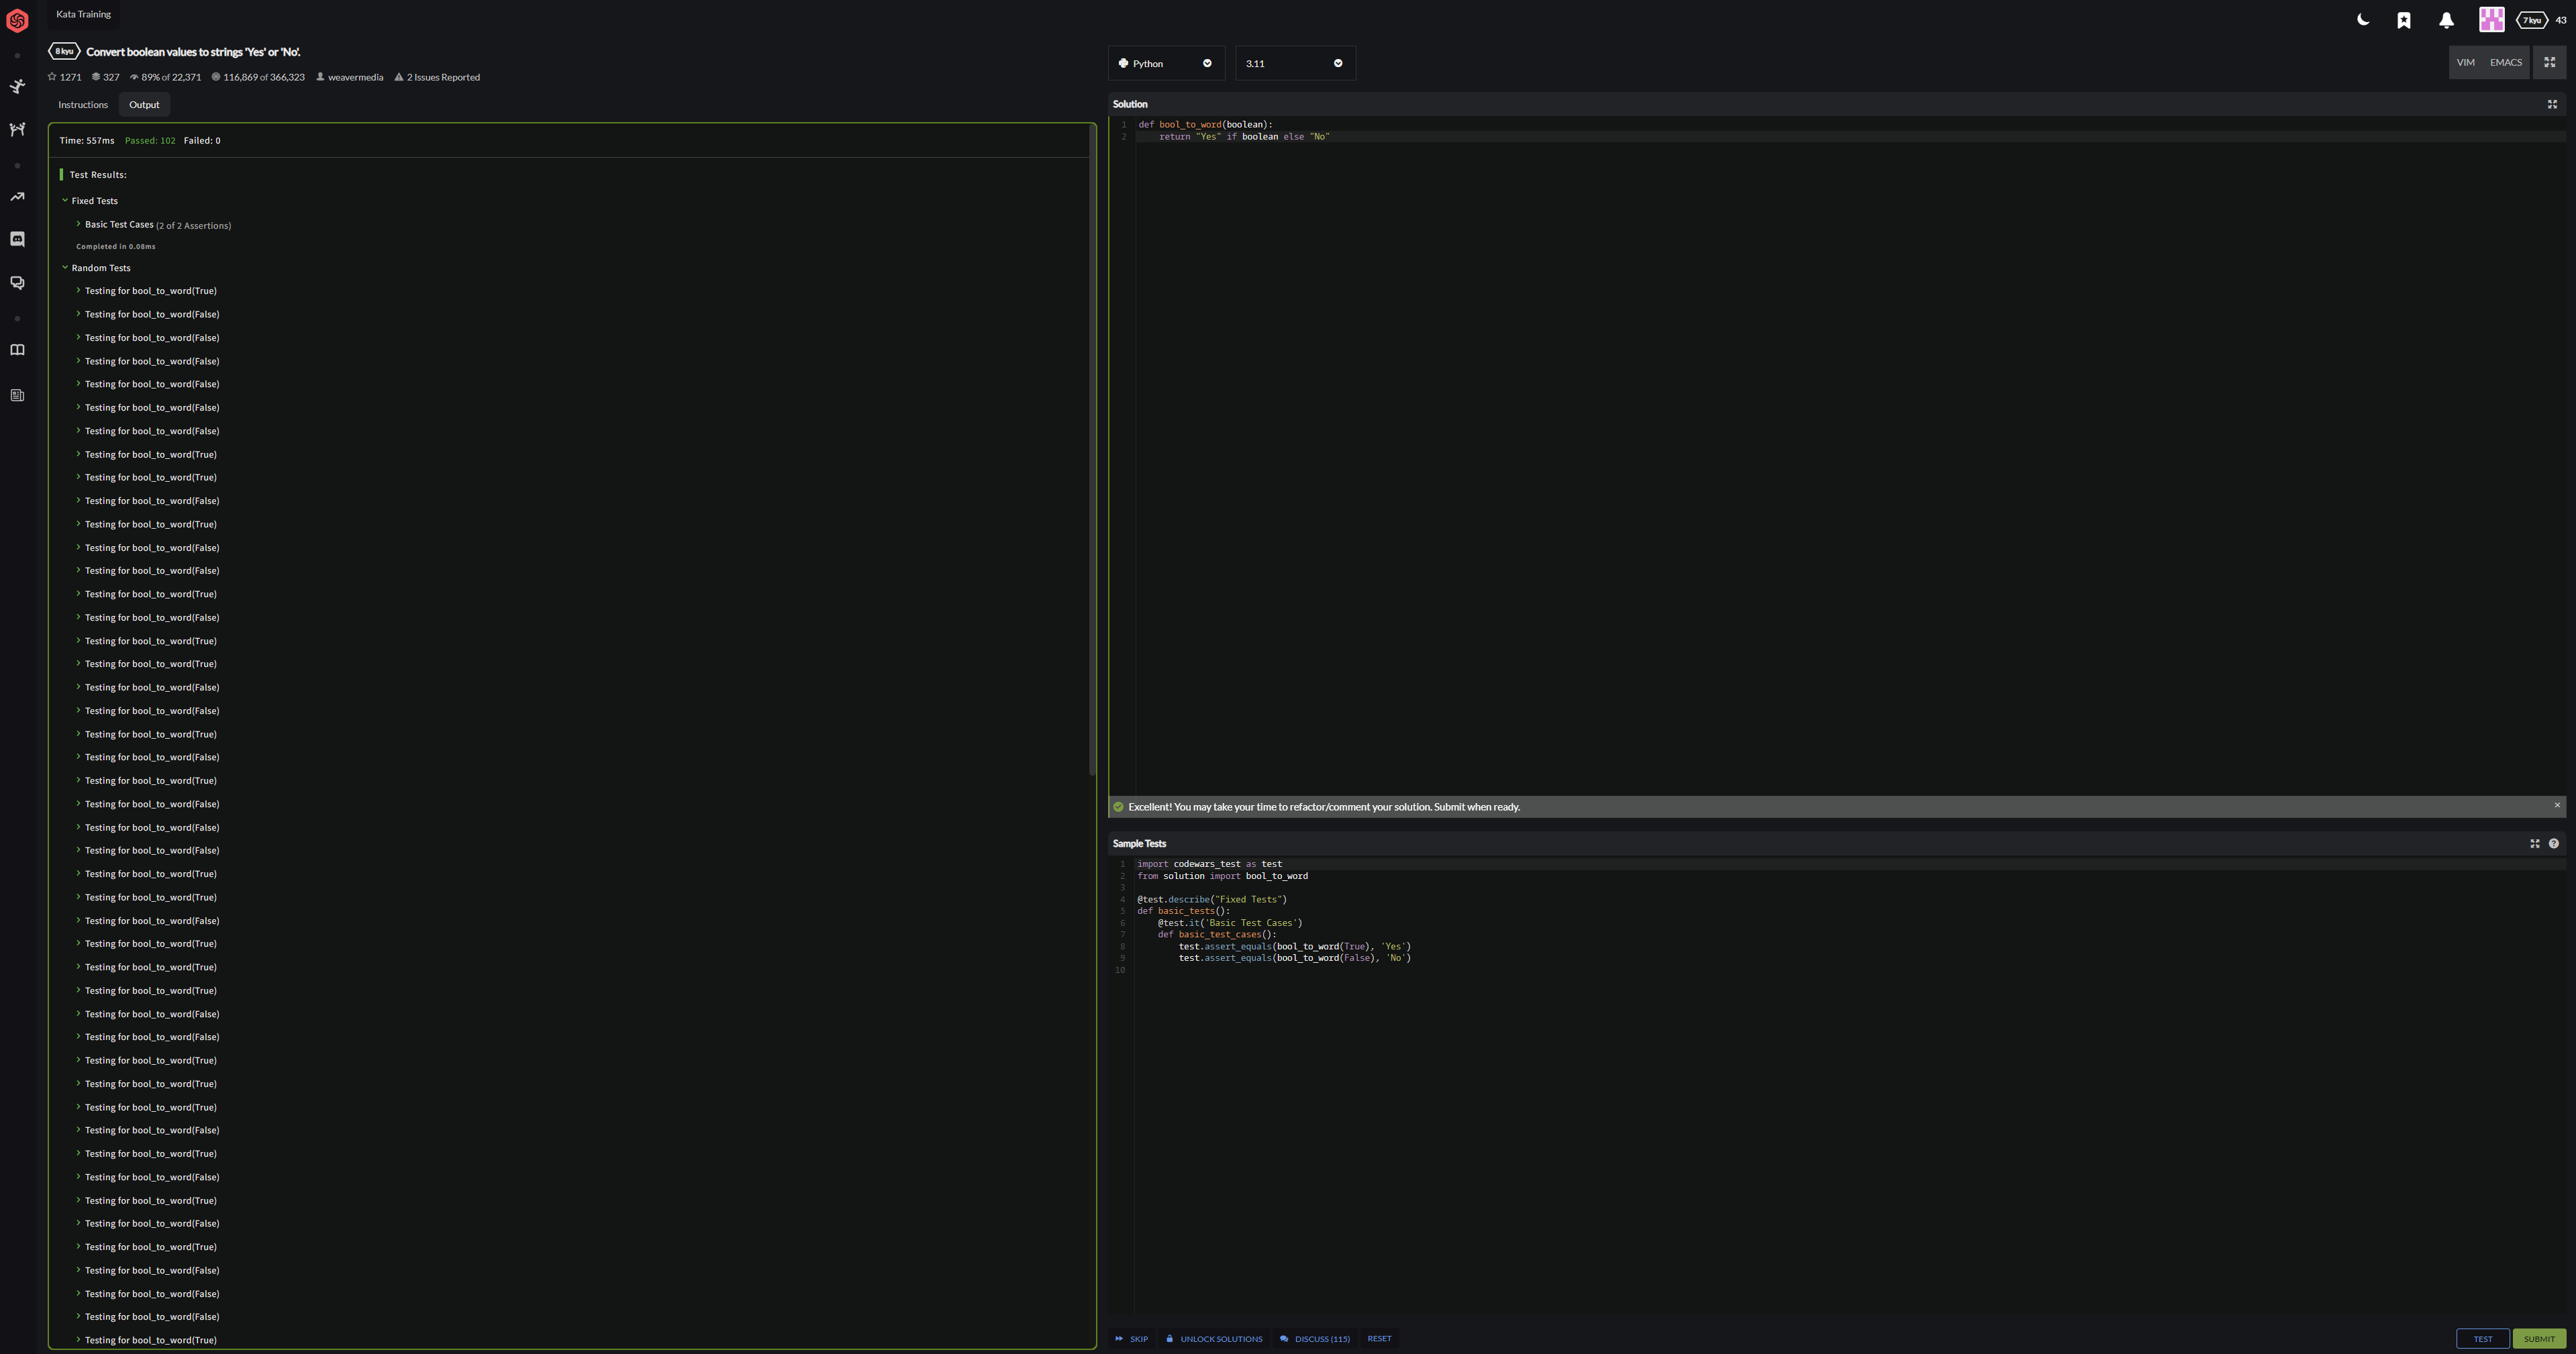 Kata Training
7 kyu 43
8 kyu Convert boolean values to strings 'Yes' or 'No'.
1271 327 89% of 22,371 116,869 of 366,323 weavermedia 2 Issues Reported
Instructions Output
Time: 557ms Passed: 102 Failed: 0
Test Results:
Fixed Tests
Basic Test Cases (2 of 2 Assertions)
Completed in 0.08ms
Random Tests
Testing for bool_to_word(True)
Testing for bool_to_word(False)
Testing for bool_to_word(False)
Testing for bool_to_word(False)
Testing for bool_to_word(False)
Testing for bool_to_word(False)
Testing for bool_to_word(False)
Testing for bool_to_word(True)
Testing for bool_to_word(True)
Testing for bool_to_word(False)
Testing for bool_to_word(True)
Testing for bool_to_word(False)
Testing for bool_to_word(False)
Testing for bool_to_word(True)
Testing for bool_to_word(False)
Testing for bool_to_word(True)
Testing for bool_to_word(True)
Testing for bool_to_word(False)
Testing for bool_to_word(False)
Testing for bool_to_word(True)
Testing for bool_to_word(False)
Testing for bool_to_word(True)
Testing for bool_to_word(False)
Testing for bool_to_word(False)
Testing for bool_to_word(False)
Testing for bool_to_word(True)
Testing for bool_to_word(True)
Testing for bool_to_word(False)
Testing for bool_to_word(True)
Testing for bool_to_word(True)
Testing for bool_to_word(True)
Testing for bool_to_word(False)
Testing for bool_to_word(False)
Testing for bool_to_word(True)
Testing for bool_to_word(True)
Testing for bool_to_word(True)
Testing for bool_to_word(False)
Testing for bool_to_word(True)
Testing for bool_to_word(False)
Testing for bool_to_word(True)
Testing for bool_to_word(False)
Testing for bool_to_word(True)
Testing for bool_to_word(False)
Testing for bool_to_word(False)
Testing for bool_to_word(False)
Testing for bool_to_word(True)
Python 3.11 VIM EMACS
Solution
1 def bool_to_word(boolean):
2 return "Yes" if boolean else "No"
Excellent! You may take your time to refactor/comment your solution. Submit when ready. ×
Sample Tests
1 import codewars_test as test
2 from solution import bool_to_word
3
4 @test.describe("Fixed Tests")
5 def basic_tests():
6 @test.it('Basic Test Cases')
7 def basic_test_cases():
8 test.assert_equals(bool_to_word(True), 'Yes')
9 test.assert_equals(bool_to_word(False), 'No')
10
SKIP UNLOCK SOLUTIONS DISCUSS (115) RESET TEST SUBMIT